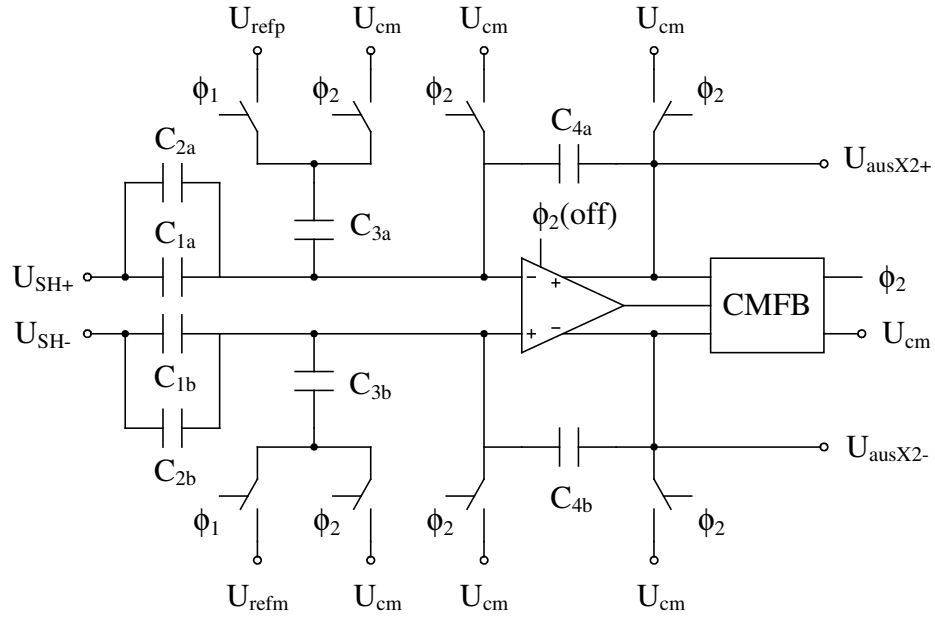 U_refp U_cm U_cm U_cm
ϕ_1 ϕ_2 ϕ_2 ϕ_2
C_4a
C_2a U_ausX2+
C_3a ϕ_2(off)
C_1a
U_SH+ − + CMFB ϕ_2
U_SH- + − U_cm
C_1b C_3b
C_2b U_ausX2-
C_4b
ϕ_1 ϕ_2 ϕ_2 ϕ_2
U_refm U_cm U_cm U_cm